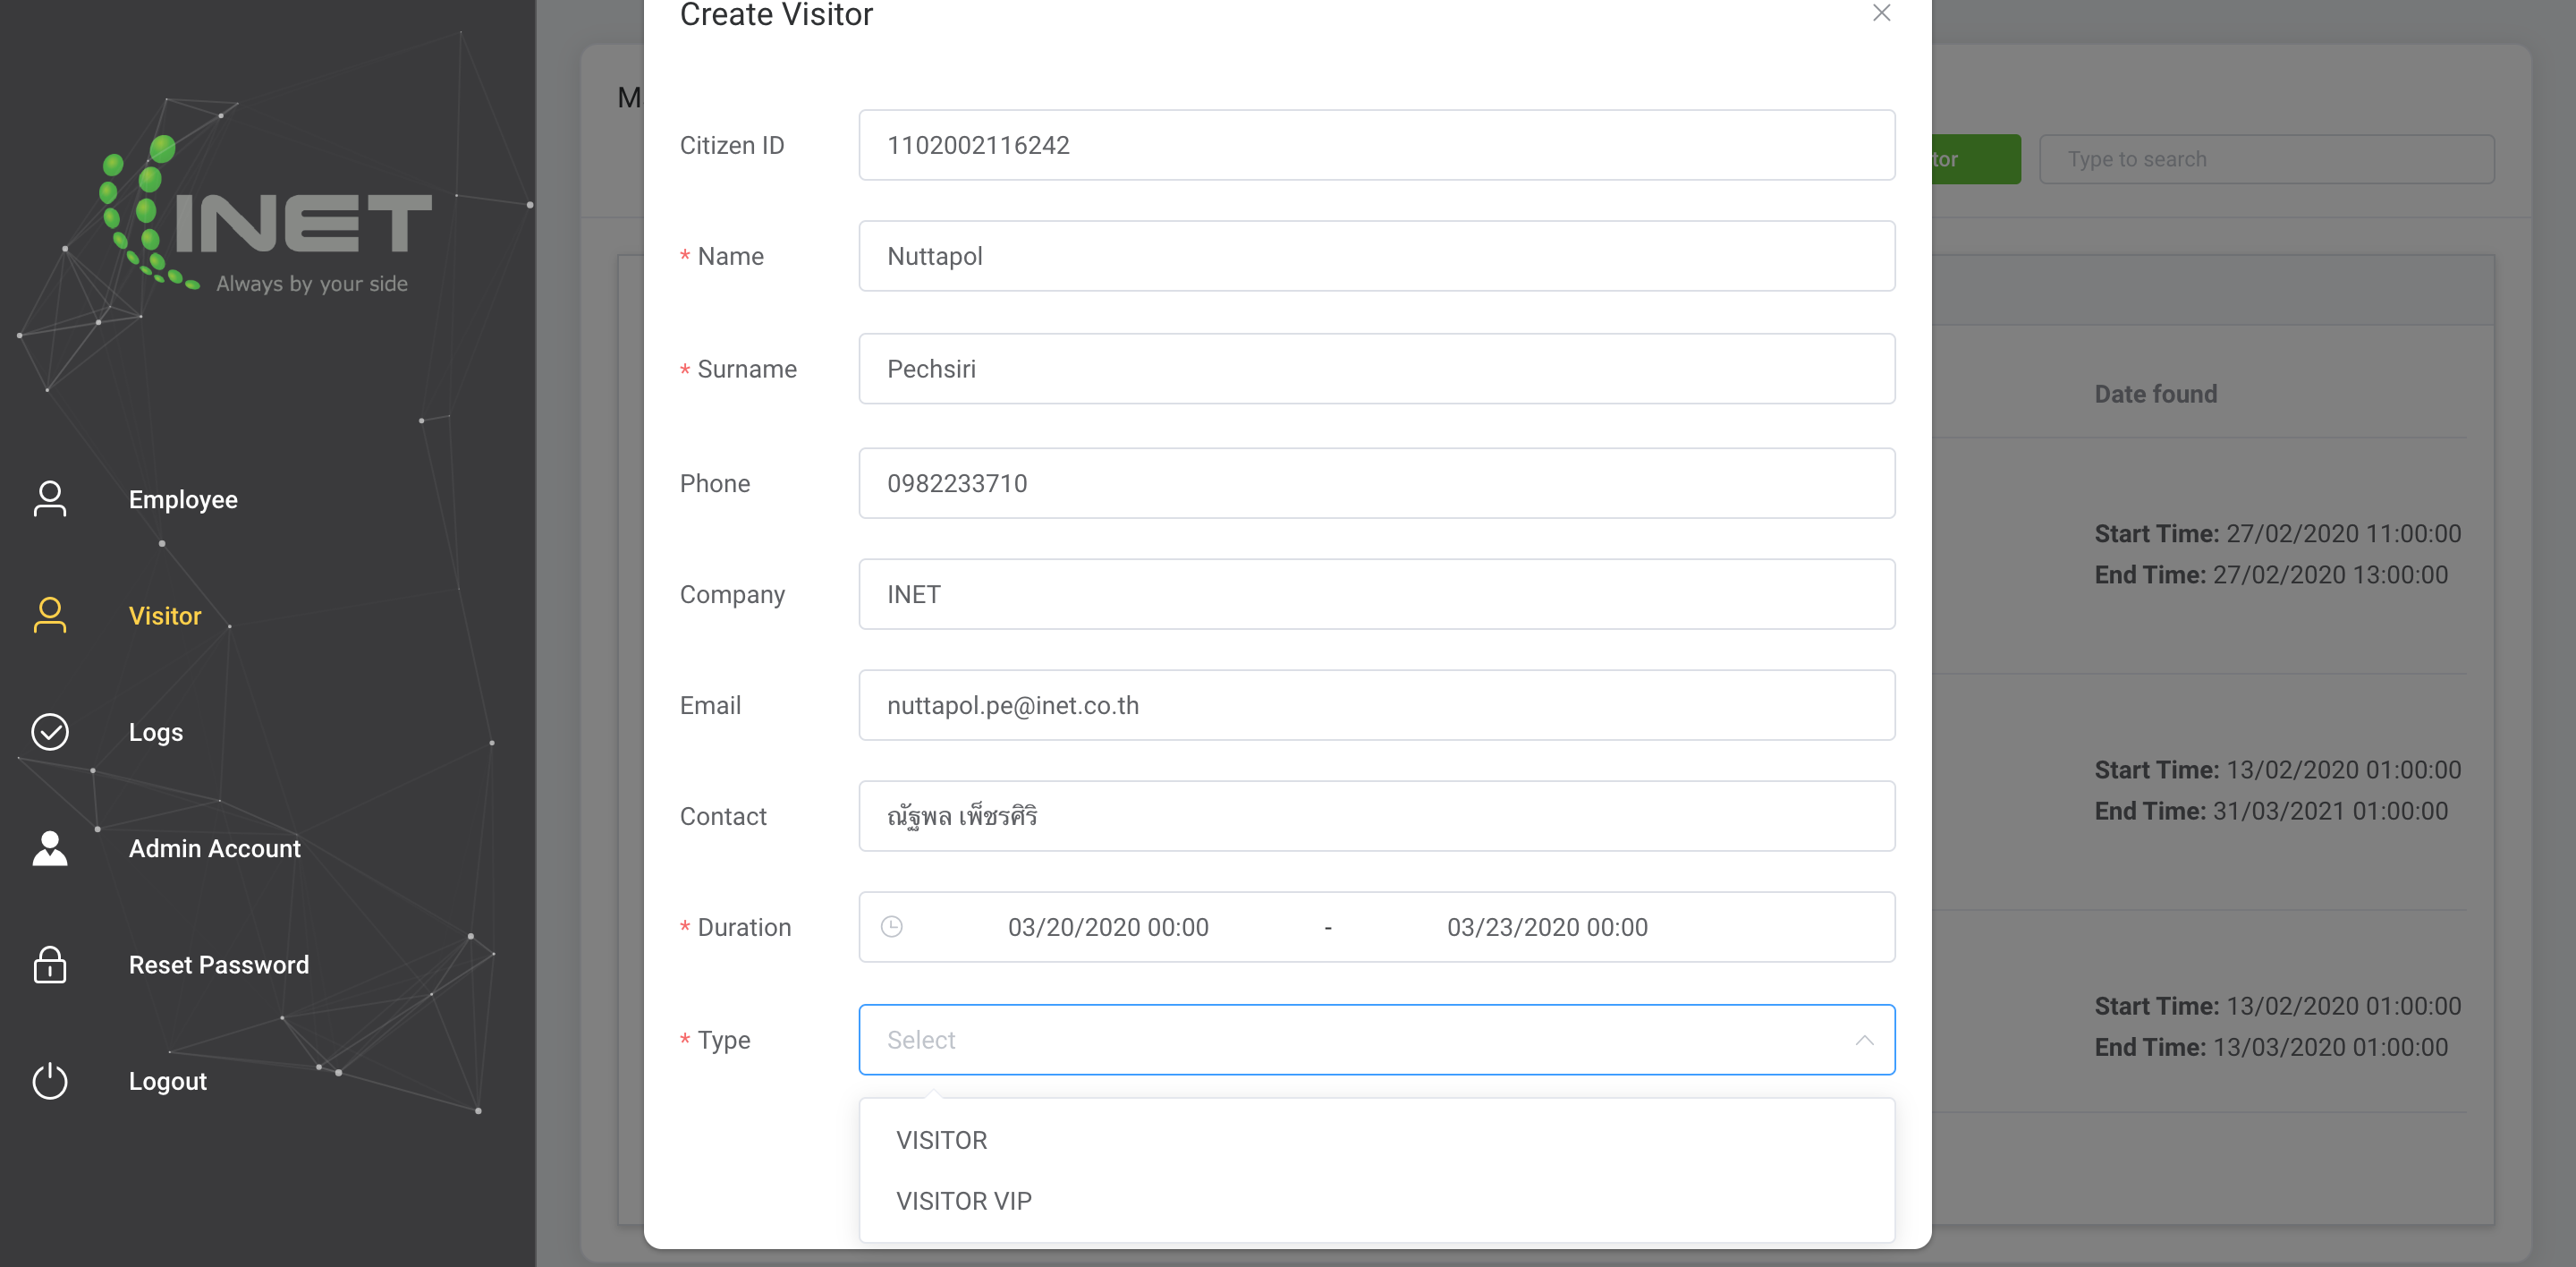 INET
Always by your side
Employee
Visitor
Logs
Admin Account
Reset Password
Logout
Create Visitor
Citizen ID 1102002116242
* Name Nuttapol
* Surname Pechsiri
Phone 0982233710
Company INET
Email nuttapol.pe@inet.co.th
Contact ณัฐพล เพ็ชรศิริ
* Duration 03/20/2020 00:00 - 03/23/2020 00:00
* Type Select
VISITOR
VISITOR VIP
M
tor
Type to search
Date found
Start Time: 27/02/2020 11:00:00
End Time: 27/02/2020 13:00:00
Start Time: 13/02/2020 01:00:00
End Time: 31/03/2021 01:00:00
Start Time: 13/02/2020 01:00:00
End Time: 13/03/2020 01:00:00